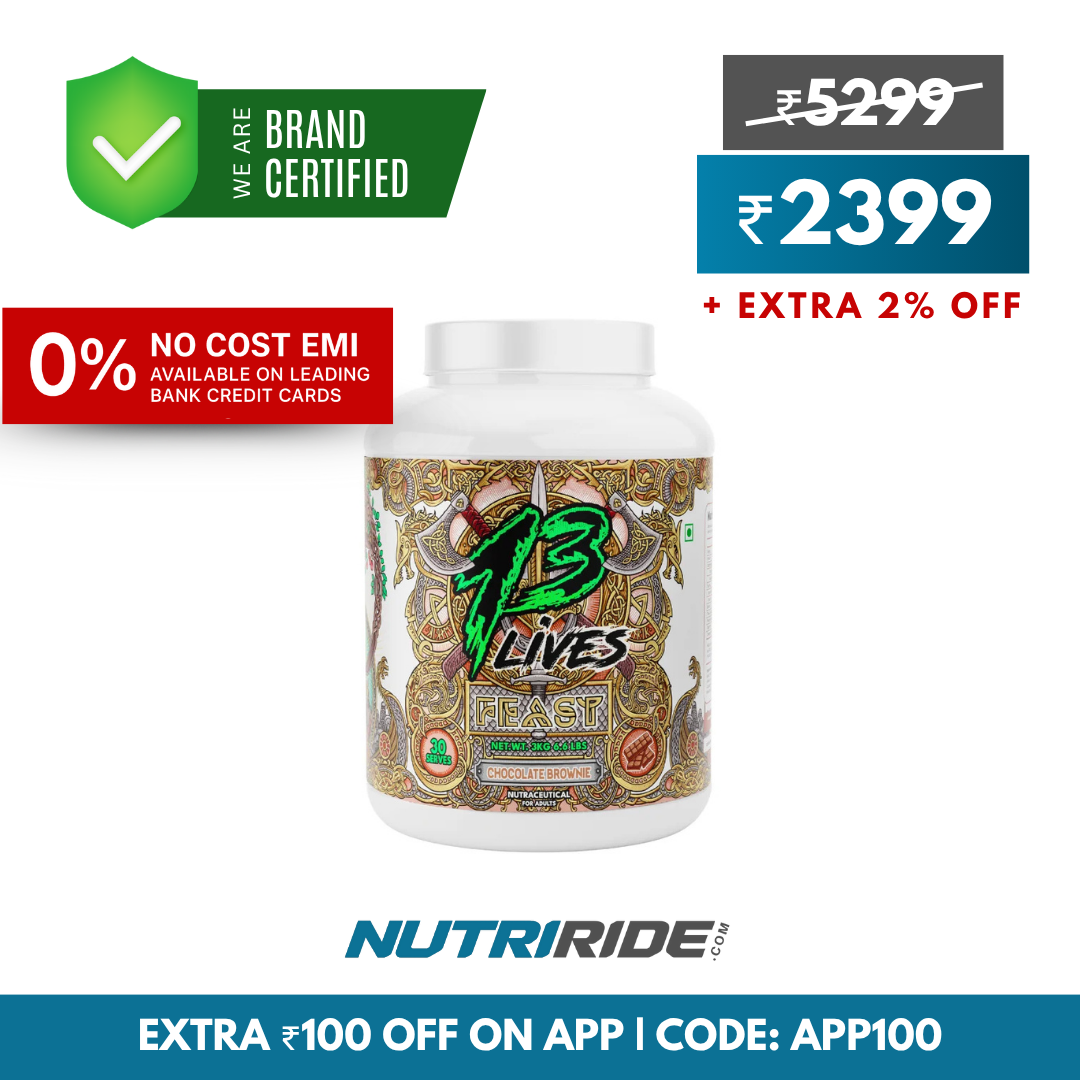 WE ARE
BRAND
CERTIFIED
₹5299
₹2399
+ EXTRA 2% OFF
0%
NO COST EMI
AVAILABLE ON LEADING
BANK CREDIT CARDS
13
LIVES
FEAST
30
SERVES
NET.WT. 3KG 6.6 LBS
CHOCOLATE BROWNIE
NUTRACEUTICAL
FOR ADULTS
NUTRIRIDE.COM
EXTRA ₹100 OFF ON APP | CODE: APP100